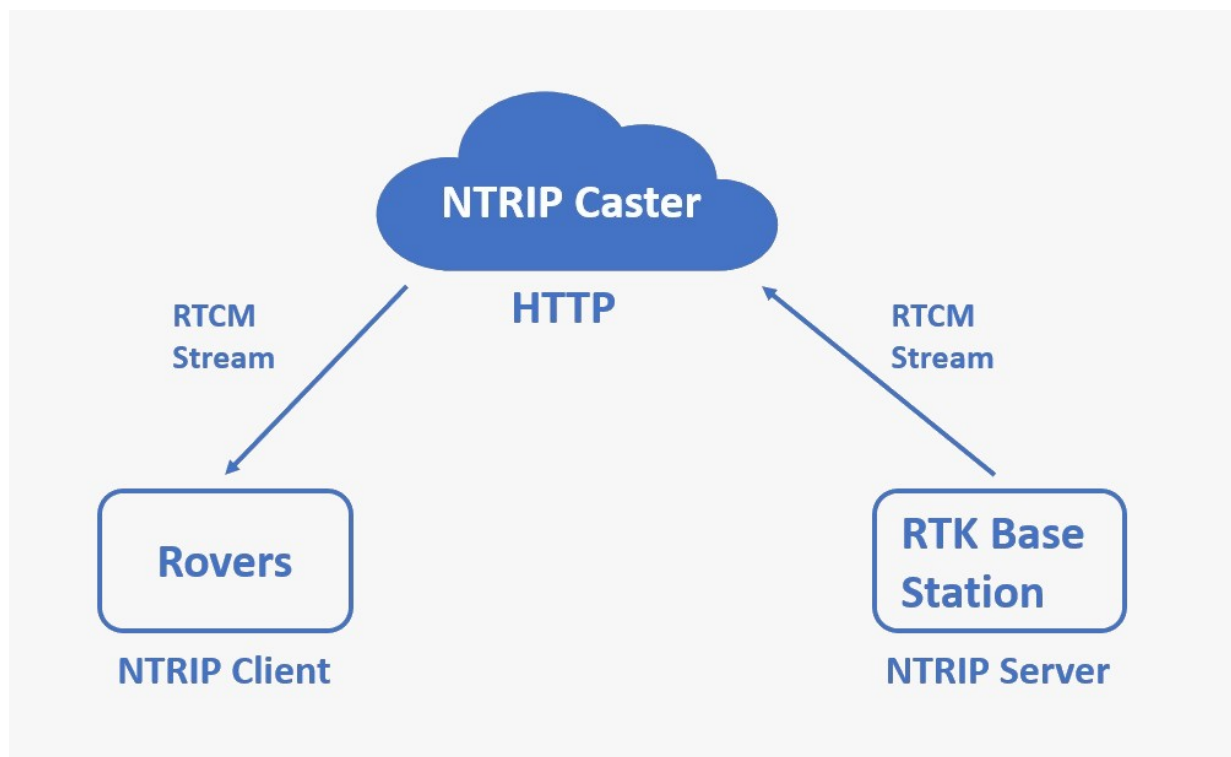 NTRIP Caster
HTTP
RTCM
Stream
RTCM
Stream
Rovers
NTRIP Client
RTK Base
Station
NTRIP Server